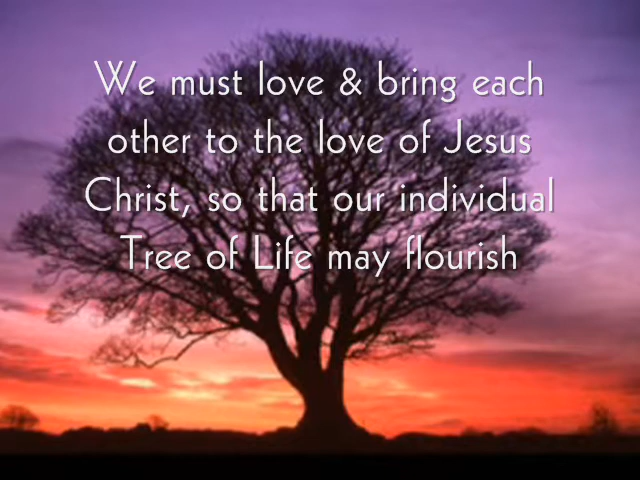 We must love & bring each
other to the love of Jesus
Christ, so that our individual
Tree of Life may flourish